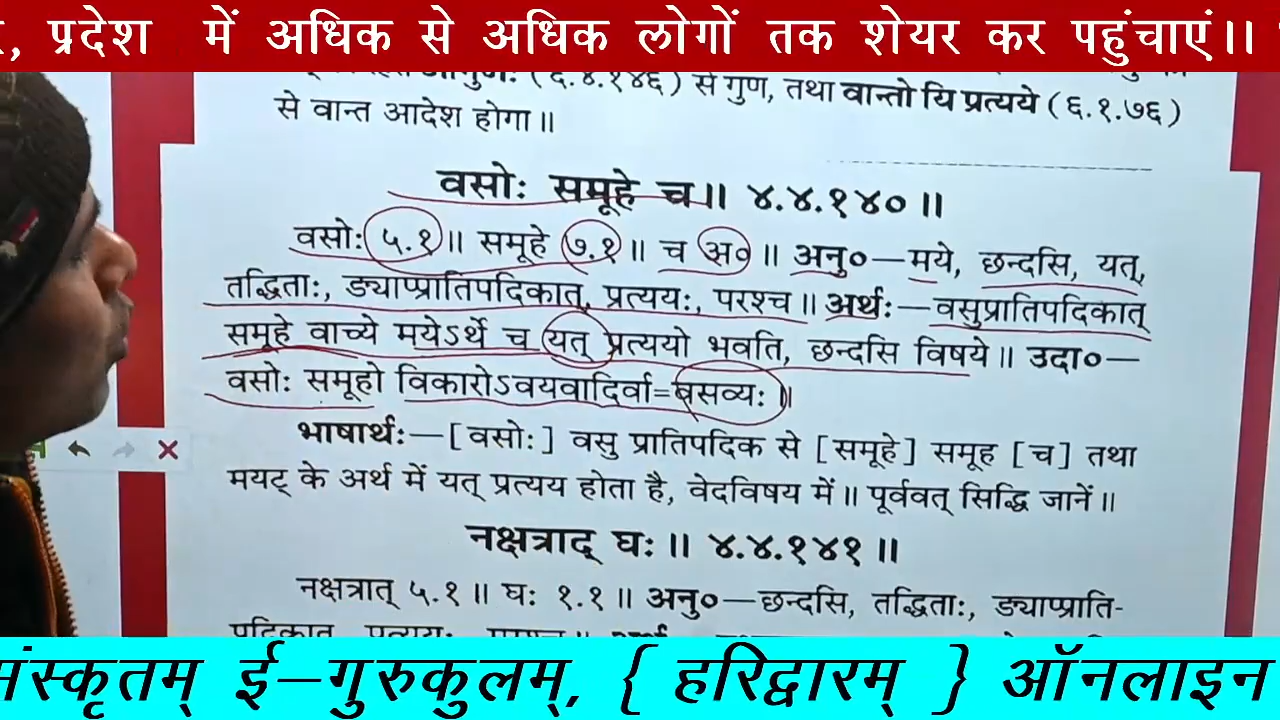 प्रदेश में अधिक से अधिक लोगों तक शेयर कर पहुंचाएं।।
(६.४.१४६) से गुण, तथा वान्तो यि प्रत्यये (६.१.७६)
से वान्त आदेश होगा॥
वसोः समूहे च॥ ४.४.१४०॥
वसोः ५.१॥ समूहे ७.१॥ च अ०॥ अनु०—मये, छन्दसि, यत्,
तद्धिताः, ङ्याप्प्रातिपदिकात्, प्रत्ययः, परश्च॥ अर्थः—वसुप्रातिपदिकात्
समूहे वाच्ये मयेऽर्थे च यत् प्रत्ययो भवति, छन्दसि विषये॥ उदा०—
वसोः समूहो विकारोऽवयवादिर्वा=वसव्यः॥
भाषार्थः—[वसोः] वसु प्रातिपदिक से [समूहे] समूह [च] तथा
मयट् के अर्थ में यत् प्रत्यय होता है, वेदविषय में॥ पूर्ववत् सिद्धि जानें॥
नक्षत्राद् घः॥ ४.४.१४१॥
नक्षत्रात् ५.१॥ घः १.१॥ अनु०—छन्दसि, तद्धिताः, ङ्याप्प्राति-
संस्कृतम् ई–गुरुकुलम्, { हरिद्वारम् } ऑनलाइन